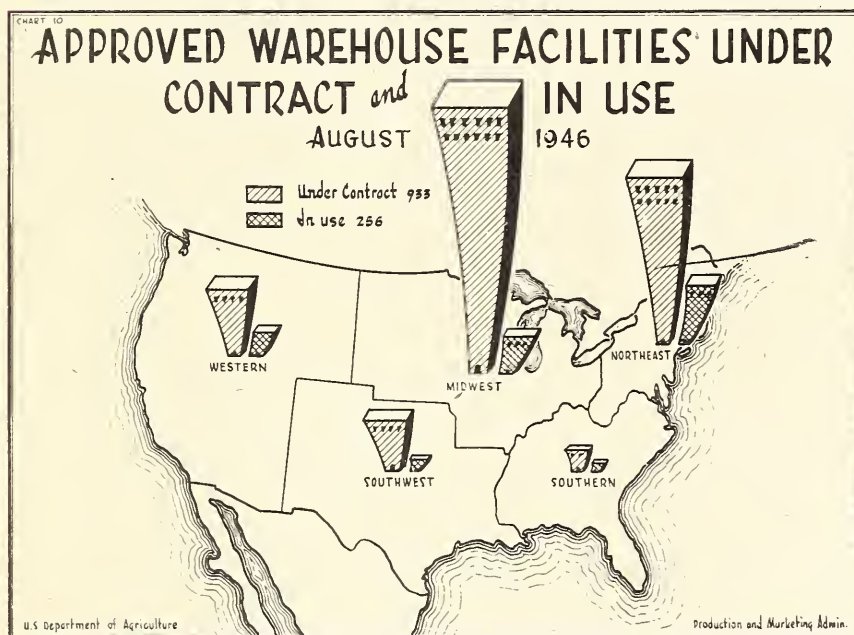 CHART 10
APPROVED WAREHOUSE FACILITIES UNDER
CONTRACT and IN USE
AUGUST 1946
Under Contract 933
In use 256
WESTERN
MIDWEST
NORTHEAST
SOUTHWEST
SOUTHERN
U.S Department of Agriculture
Production and Marketing Admin.